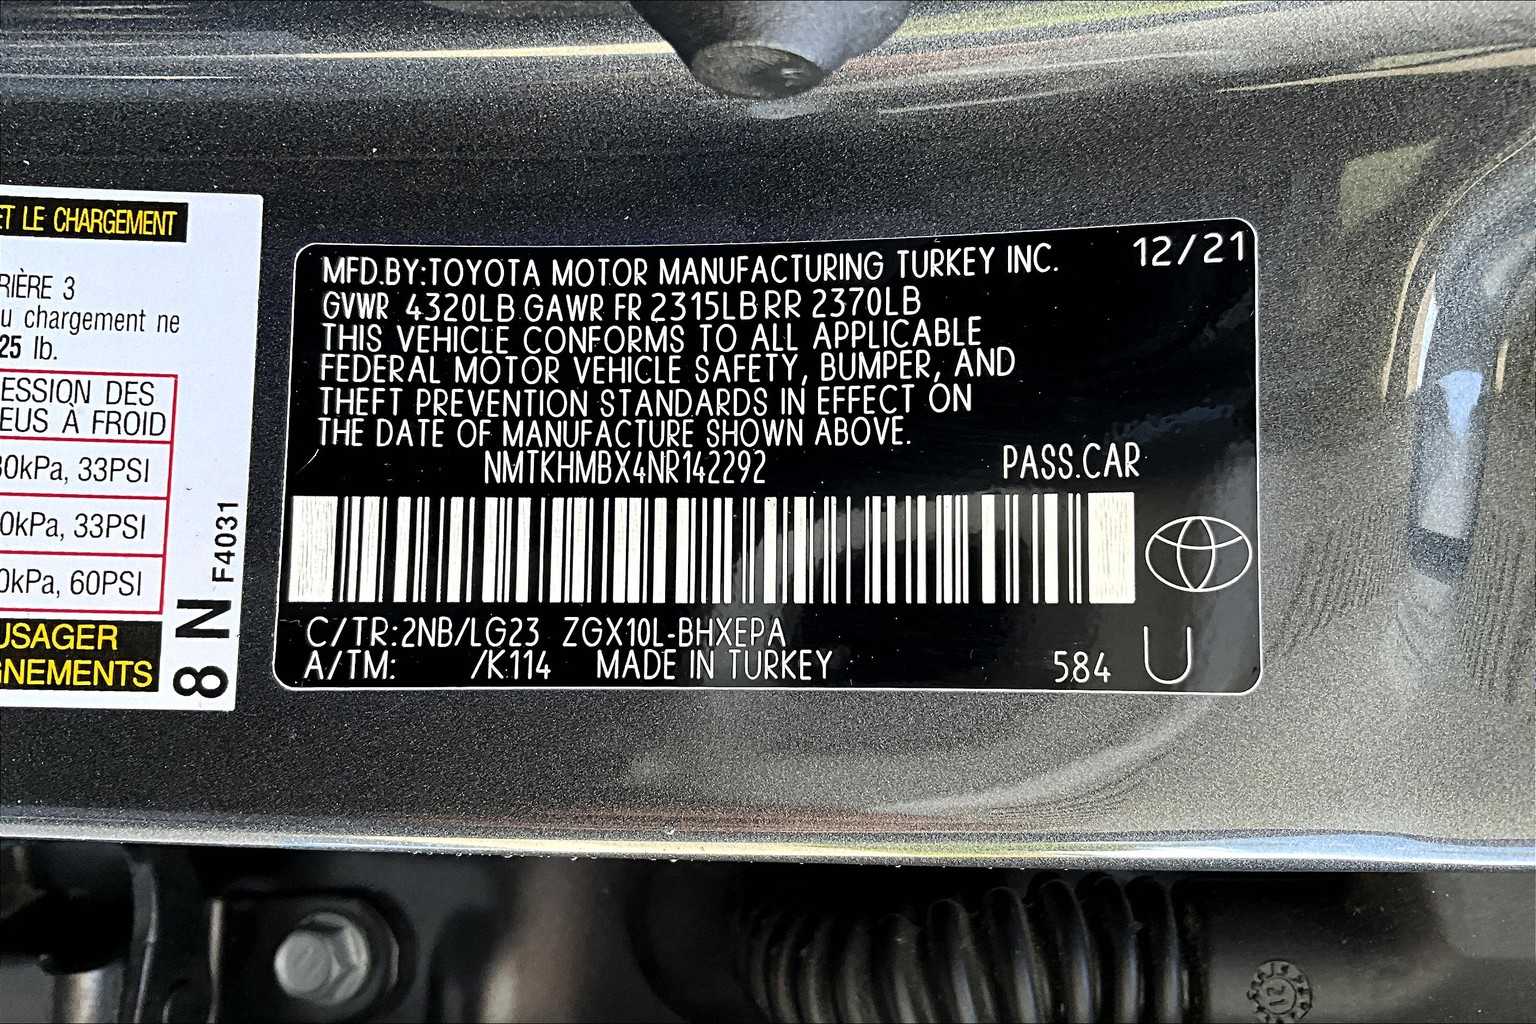 ET LE CHARGEMENT
RIÈRE 3
u chargement ne
25 lb.
ESSION DES
EUS À FROID
30kPa, 33PSI
0kPa, 33PSI
0kPa, 60PSI
USAGER
GNEMENTS
8 N
F4031
12/21
MFD.BY:TOYOTA MOTOR MANUFACTURING TURKEY INC.
GVWR 4320LB GAWR FR 2315LB RR 2370LB
THIS VEHICLE CONFORMS TO ALL APPLICABLE
FEDERAL MOTOR VEHICLE SAFETY, BUMPER, AND
THEFT PREVENTION STANDARDS IN EFFECT ON
THE DATE OF MANUFACTURE SHOWN ABOVE.
NMTKHMBX4NR142292 PASS.CAR
C/TR:2NB/LG23 ZGX10L-BHXEPA
A/TM: /K114 MADE IN TURKEY 584 U
12